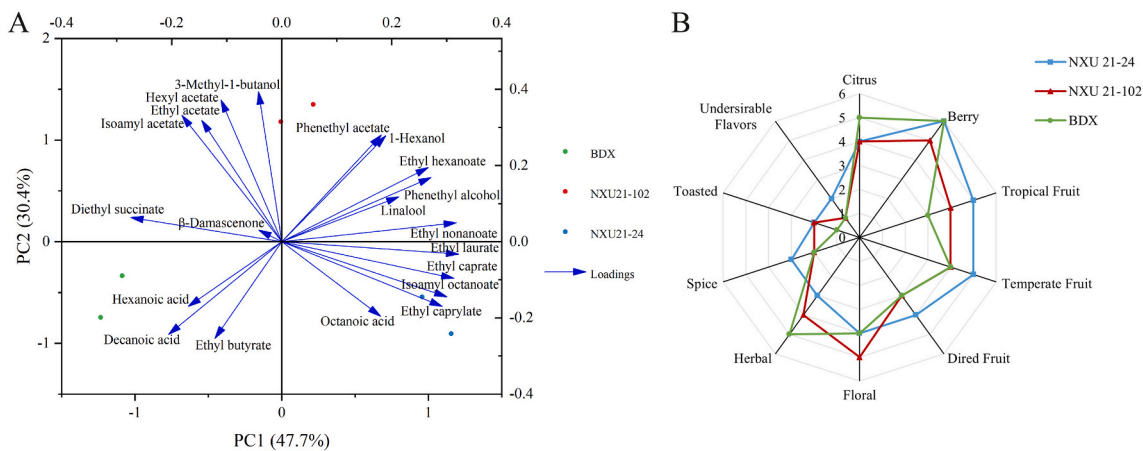 A
-0.4
-0.2
0.0
0.2
0.4
2
1
0
-1
0.4
0.2
0.0
-0.2
-0.4
PC2 (30.4%)
3-Methyl-1-butanol
Hexyl acetate
Ethyl acetate
Isoamyl acetate
Phenethyl acetate
1-Hexanol
Ethyl hexanoate
Phenethyl alcohol
Linalool
Diethyl succinate
β-Damascenone
Ethyl nonanoate
Ethyl laurate
Ethyl caprate
Isoamyl octanoate
Ethyl caprylate
Hexanoic acid
Octanoic acid
Decanoic acid
Ethyl butyrate
-1
0
1
PC1 (47.7%)
BDX
NXU21-102
NXU21-24
Loadings
B
NXU 21-24
NXU 21-102
BDX
Citrus
Berry
Tropical Fruit
Temperate Fruit
Dired Fruit
Floral
Herbal
Spice
Toasted
Undersirable
Flavors
6
5
4
3
2
1
0